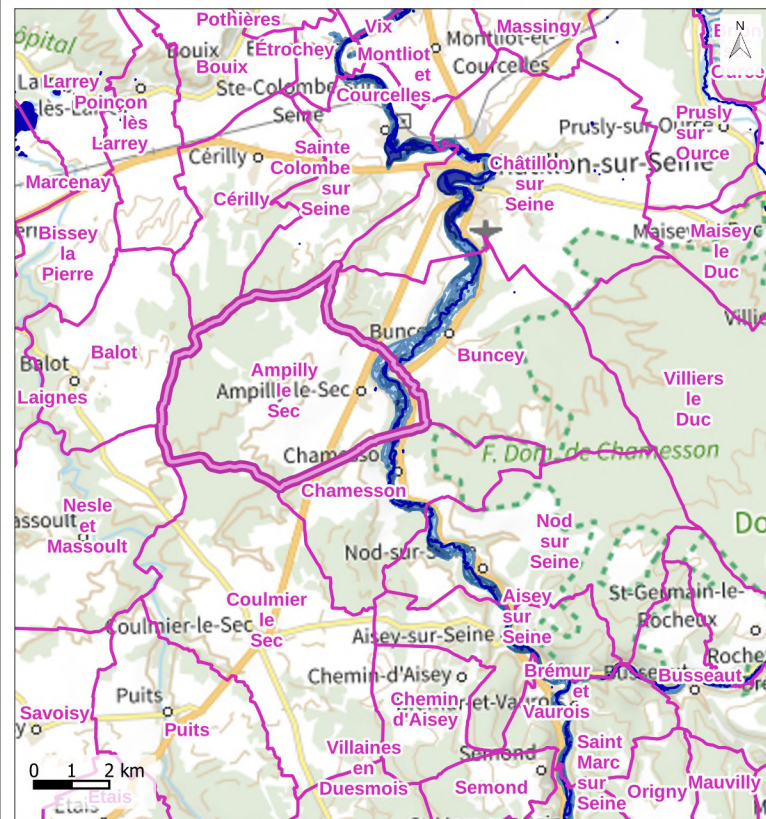 Pothières
Vix
Massingy
N
ôpital
Bouix
Étrochey
Montliot-et-
Courcelles
Montliot
et
Courcelles
Bouix
Larrey
Poinçon
lès
Larrey
Ste-Colombe-sur-
Seine
Prusly-sur-Ource
Prusly
sur
Ource
Cérilly
Sainte
Colombe
sur
Seine
Châtillon
sur
Seine
Marcenay
Cérilly
Bissey
la
Pierre
Maisey
le
Duc
Buncey
Balot
Balot
Ampilly
le
Sec
Ampilly-le-Sec
Villiers
le
Duc
Laignes
Chamesson
F. Dom. de Chamesson
Chamesson
Nesle
et
Massoult
Nod
sur
Seine
Nod-sur-S
Coulmier
le
Sec
Coulmier-le-Sec
Aisey
sur
Seine
Aisey-sur-Seine
St-Germain-le-
Rocheux
Chemin-d'Aisey
Chemin
d'Aisey
Brémur
et
Vaurois
Busseaut
Puits
Savoisy
Puits
Villaines
en
Duesmois
Semond
Semond
Saint
Marc
sur
Seine
Origny
Mauvilly
0 1 2 km
Etais
Etais